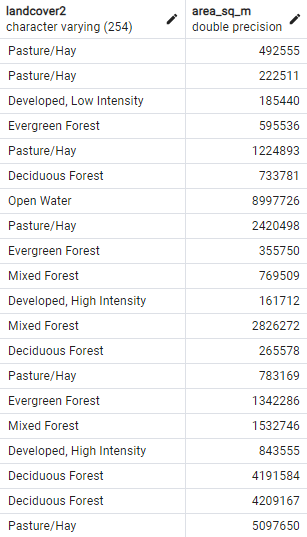 landcover2 area_sq_m
character varying (254) double precision
Pasture/Hay 492555
Pasture/Hay 222511
Developed, Low Intensity 185440
Evergreen Forest 595536
Pasture/Hay 1224893
Deciduous Forest 733781
Open Water 8997726
Pasture/Hay 2420498
Evergreen Forest 355750
Mixed Forest 769509
Developed, High Intensity 161712
Mixed Forest 2826272
Deciduous Forest 265578
Pasture/Hay 783169
Evergreen Forest 1342286
Mixed Forest 1532746
Developed, High Intensity 843555
Deciduous Forest 4191584
Deciduous Forest 4209167
Pasture/Hay 5097650